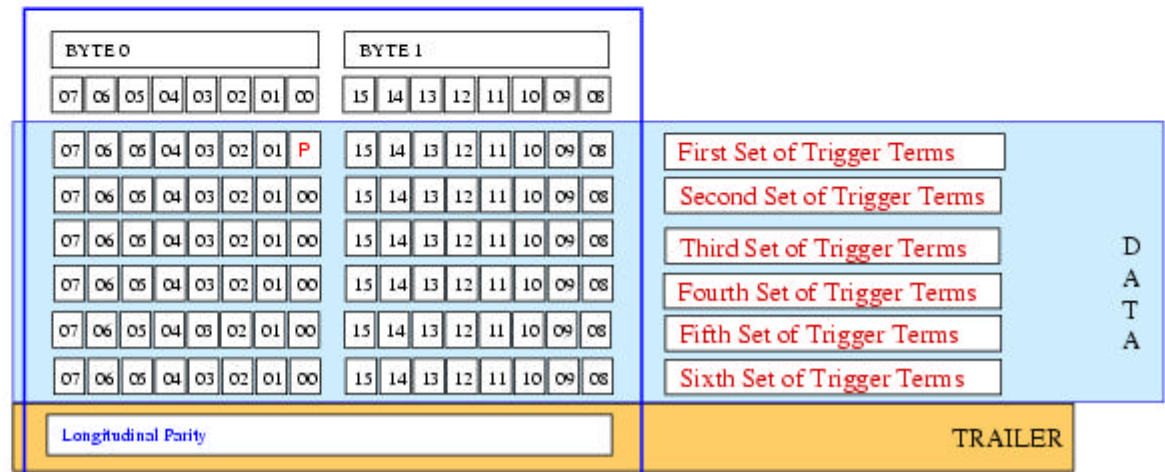 BYTE 0 BYTE 1
07 06 05 04 03 02 01 00 15 14 13 12 11 10 09 08
07 06 05 04 03 02 01 P 15 14 13 12 11 10 09 08 First Set of Trigger Terms
07 06 05 04 03 02 01 00 15 14 13 12 11 10 09 08 Second Set of Trigger Terms
07 06 05 04 03 02 01 00 15 14 13 12 11 10 09 08 Third Set of Trigger Terms
07 06 05 04 03 02 01 00 15 14 13 12 11 10 09 08 Fourth Set of Trigger Terms
07 06 05 04 03 02 01 00 15 14 13 12 11 10 09 08 Fifth Set of Trigger Terms
07 06 05 04 03 02 01 00 15 14 13 12 11 10 09 08 Sixth Set of Trigger Terms
DATA
Longitudinal Parity TRAILER